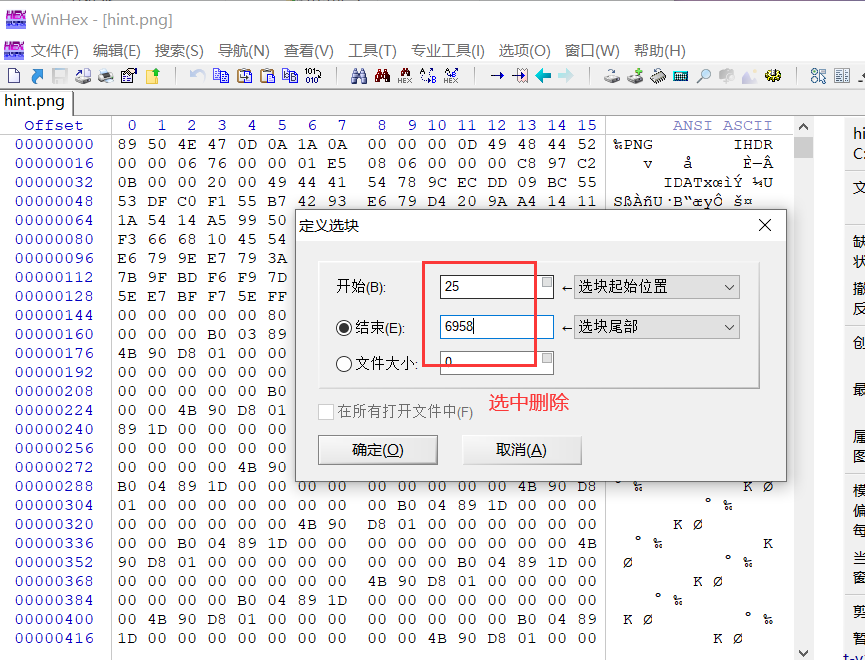 WinHex - [hint.png]
文件(F) 编辑(E) 搜索(S) 导航(N) 查看(V) 工具(T) 专业工具(I) 选项(O) 窗口(W) 帮助(H)
hint.png
Offset 0 1 2 3 4 5 6 7 8 9 10 11 12 13 14 15 ANSI ASCII
00000000 89 50 4E 47 0D 0A 1A 0A 00 00 00 0D 49 48 44 52 ‰PNG IHDR
00000016 00 00 06 76 00 00 01 E5 08 06 00 00 00 C8 97 C2 v å È—Â
00000032 0B 00 00 20 00 49 44 41 54 78 9C EC DD 09 BC 55 IDATxœìÝ ¼U
00000048 53 DF C0 F1 55 B7 42 93 E6 79 D4 20 9A A4 14 11 SßÀñU·B“æyÔ š¤
00000064 1A 54 14 A5 99 50
00000080 F3 66 68 10 45 54
00000096 E6 79 9E E7 79 3A
00000112 7B 9F BD F6 F9 7D
00000128 5E E7 BF F7 5E FF
00000144 00 00 00 00 00 80
00000160 00 00 00 B0 03 89
00000176 4B 90 D8 01 00 00
00000192 00 00 00 00 00 00
00000208 00 00 00 00 00 B0
00000224 00 00 4B 90 D8 01
00000240 89 1D 00 00 00 00
00000256 00 00 00 00 00 00
00000272 00 00 00 00 4B 90
00000288 B0 04 89 1D 00 00 00 00 00 00 00 00 00 4B 90 D8 ° ‰ K Ø
00000304 01 00 00 00 00 00 00 00 00 B0 04 89 1D 00 00 00 ° ‰
00000320 00 00 00 00 00 00 4B 90 D8 01 00 00 00 00 00 00 K Ø
00000336 00 00 B0 04 89 1D 00 00 00 00 00 00 00 00 00 4B ° ‰ K
00000352 90 D8 01 00 00 00 00 00 00 00 00 B0 04 89 1D 00 Ø ° ‰
00000368 00 00 00 00 00 00 00 00 4B 90 D8 01 00 00 00 00 K Ø
00000384 00 00 00 00 B0 04 89 1D 00 00 00 00 00 00 00 00 ° ‰
00000400 00 4B 90 D8 01 00 00 00 00 00 00 00 00 B0 04 89 K Ø ° ‰
00000416 1D 00 00 00 00 00 00 00 00 00 4B 90 D8 01 00 00 K Ø
定义选块
开始(B): 25 ←选块起始位置
结束(E): 6958 ←选块尾部
文件大小: 0
选中删除
在所有打开文件中(F)
确定(O) 取消(A)